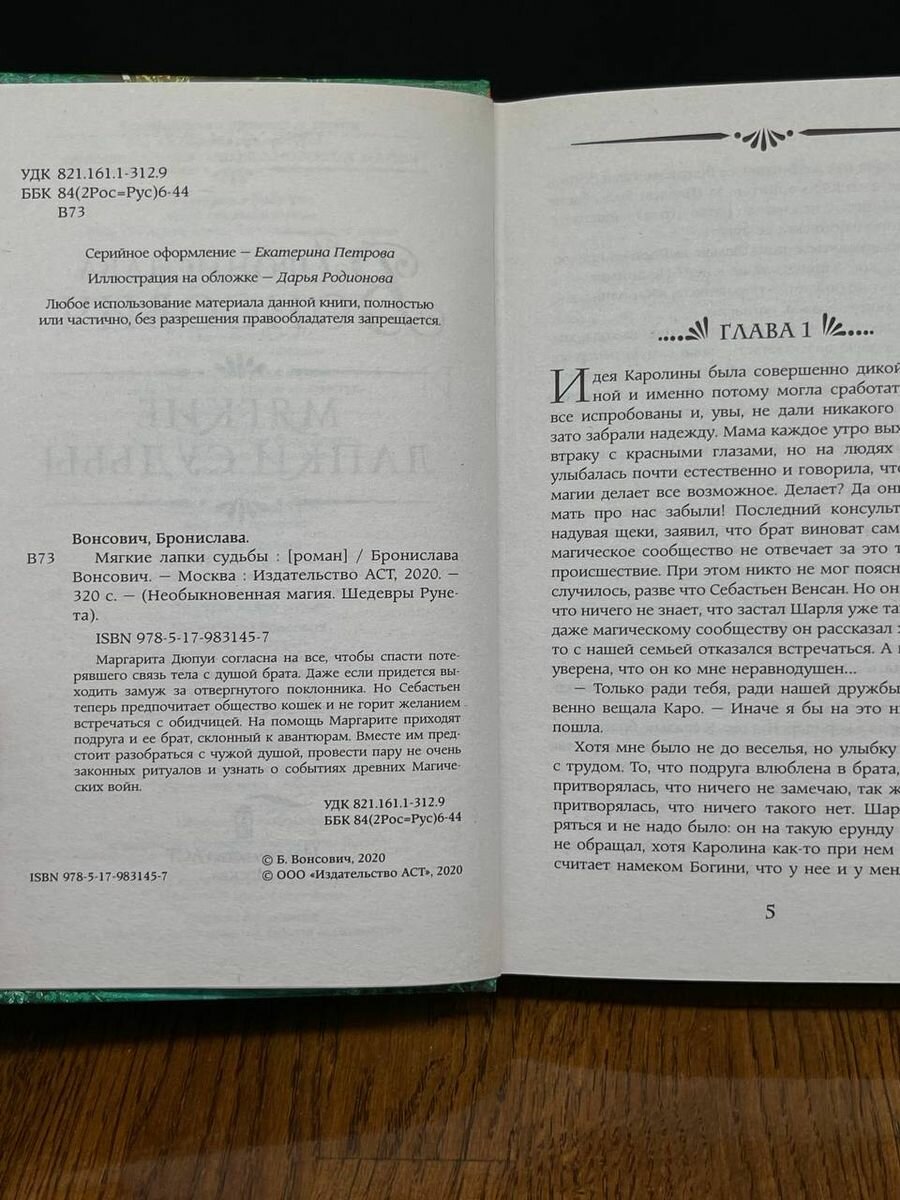 УДК 821.161.1-312.9
ББК 84(2Рос=Рус)6-44
В73
Серийное оформление — Екатерина Петрова
Иллюстрация на обложке — Дарья Родионова
Любое использование материала данной книги, полностью
или частично, без разрешения правообладателя запрещается.
Вонсович, Бронислава.
В73 Мягкие лапки судьбы : [роман] / Бронислава
Вонсович. — Москва : Издательство АСТ, 2020. —
320 с. — (Необыкновенная магия. Шедевры Руне-
та).
ISBN 978-5-17-983145-7
Маргарита Дюпуи согласна на все, чтобы спасти поте-
рявшего связь тела с душой брата. Даже если придется вы-
ходить замуж за отвергнутого поклонника. Но Себастьен
теперь предпочитает общество кошек и не горит желанием
встречаться с обидчицей. На помощь Маргарите приходят
подруга и ее брат, склонный к авантюрам. Вместе им пред-
стоит разобраться с чужой душой, провести пару не очень
законных ритуалов и узнать о событиях древних Магиче-
ских войн.
УДК 821.161.1-312.9
ББК 84(2Рос=Рус)6-44
© Б. Вонсович, 2020
ISBN 978-5-17-983145-7 © ООО «Издательство АСТ», 2020
ГЛАВА 1
Идея Каролины была совершенно дикой
ной и именно потому могла сработат
все испробованы и, увы, не дали никакого
зато забрали надежду. Мама каждое утро вых
втраку с красными глазами, но на людях
улыбалась почти естественно и говорила, что
магии делает все возможное. Делает? Да они
мать про нас забыли! Последний консульт
надувая щеки, заявил, что брат виноват сам
магическое сообщество не отвечает за это т
происшествие. При этом никто не мог поясн
случилось, разве что Себастьен Венсан. Но он
что ничего не знает, что застал Шарля уже та
даже магическому сообществу он рассказал
то с нашей семьей отказался встречаться. А
уверена, что он ко мне неравнодушен...
— Только ради тебя, ради нашей дружбы
венно вещала Каро. — Иначе я бы на это ни
пошла.
Хотя мне было не до веселья, но улыбку
с трудом. То, что подруга влюблена в брата,
притворялась, что ничего не замечаю, так ж
притворялась, что ничего такого нет. Шар
ряться и не надо было: он на такую ерунду
не обращал, хотя Каролина как-то при нем
считает намеком Богини, что у нее и у мен
5